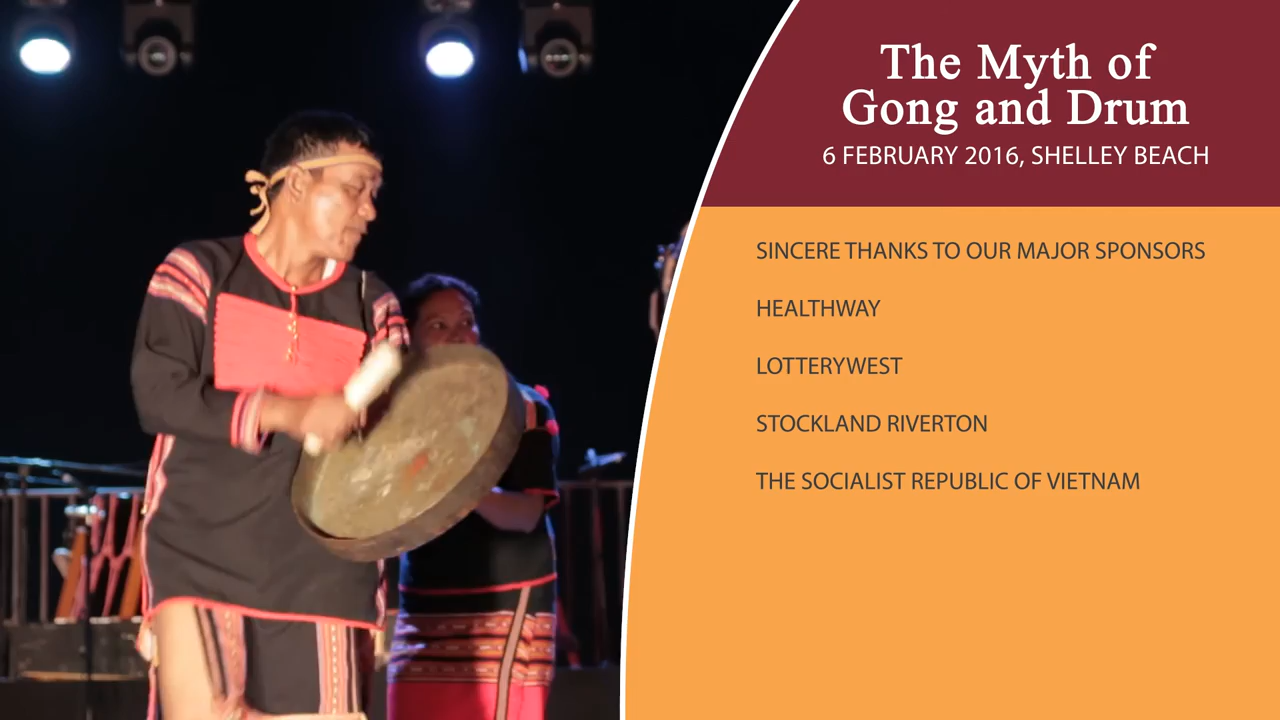 The Myth of
Gong and Drum
6 FEBRUARY 2016, SHELLEY BEACH
SINCERE THANKS TO OUR MAJOR SPONSORS
HEALTHWAY
LOTTERYWEST
STOCKLAND RIVERTON
THE SOCIALIST REPUBLIC OF VIETNAM